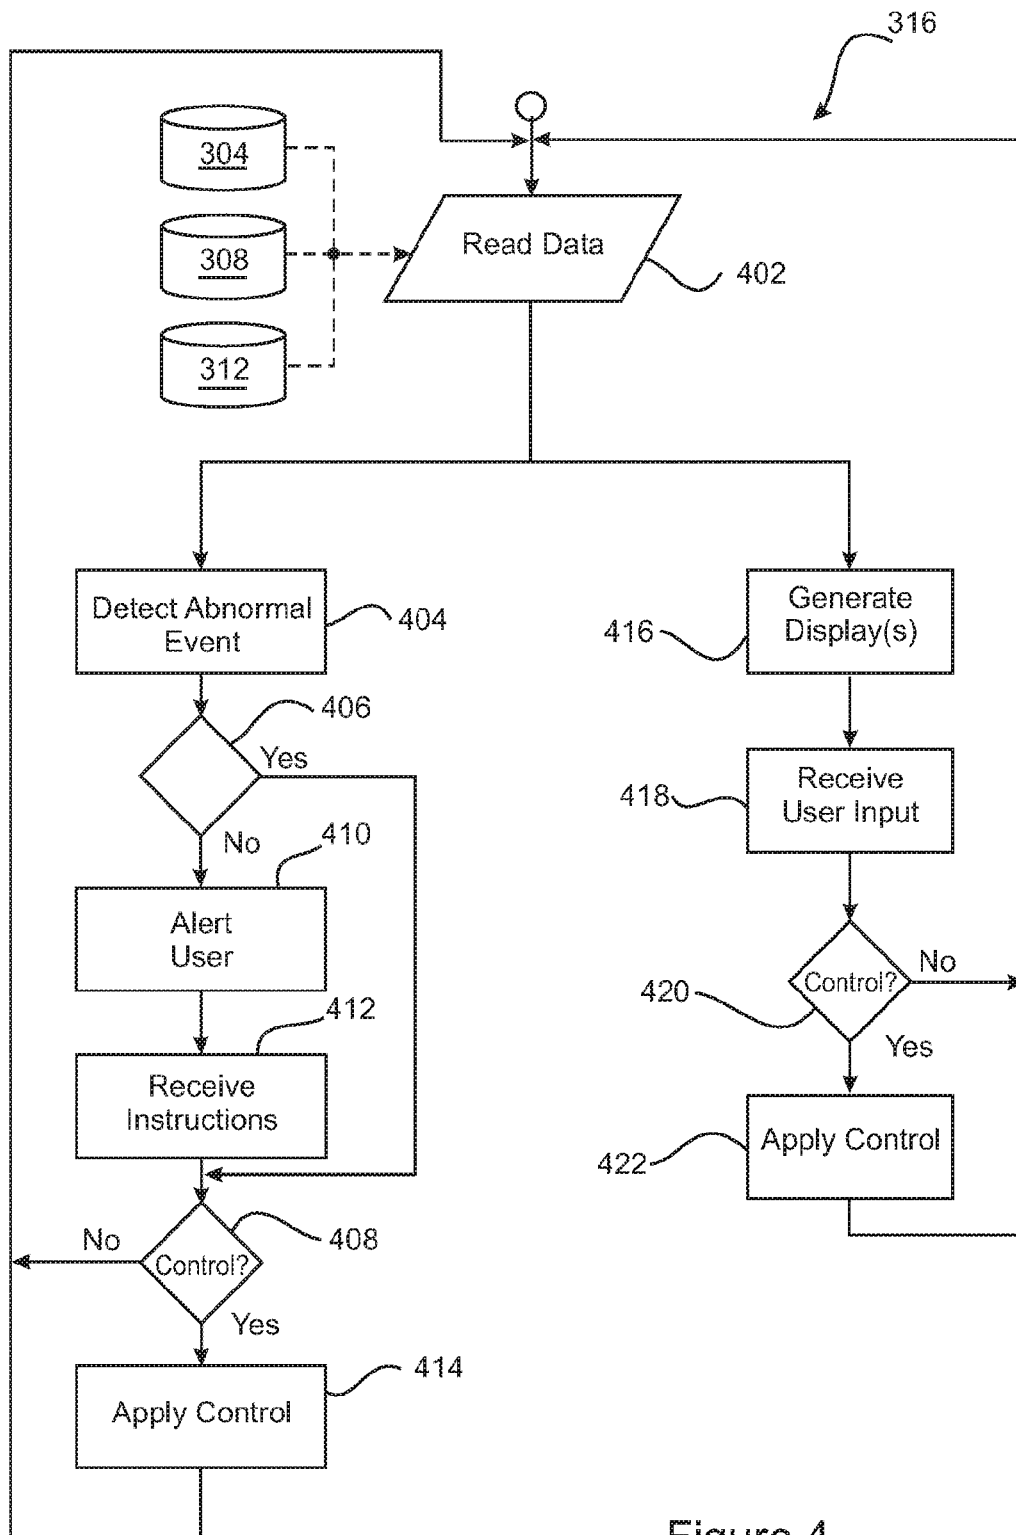 316
304
308
312
Read Data
402
Detect Abnormal
Event
404
406
Yes
No
410
Alert
User
412
Receive
Instructions
408
Control?
No
Yes
414
Apply Control
Generate
Display(s)
416
Receive
User Input
418
Control?
No
420
Yes
Apply Control
422
Figure 4